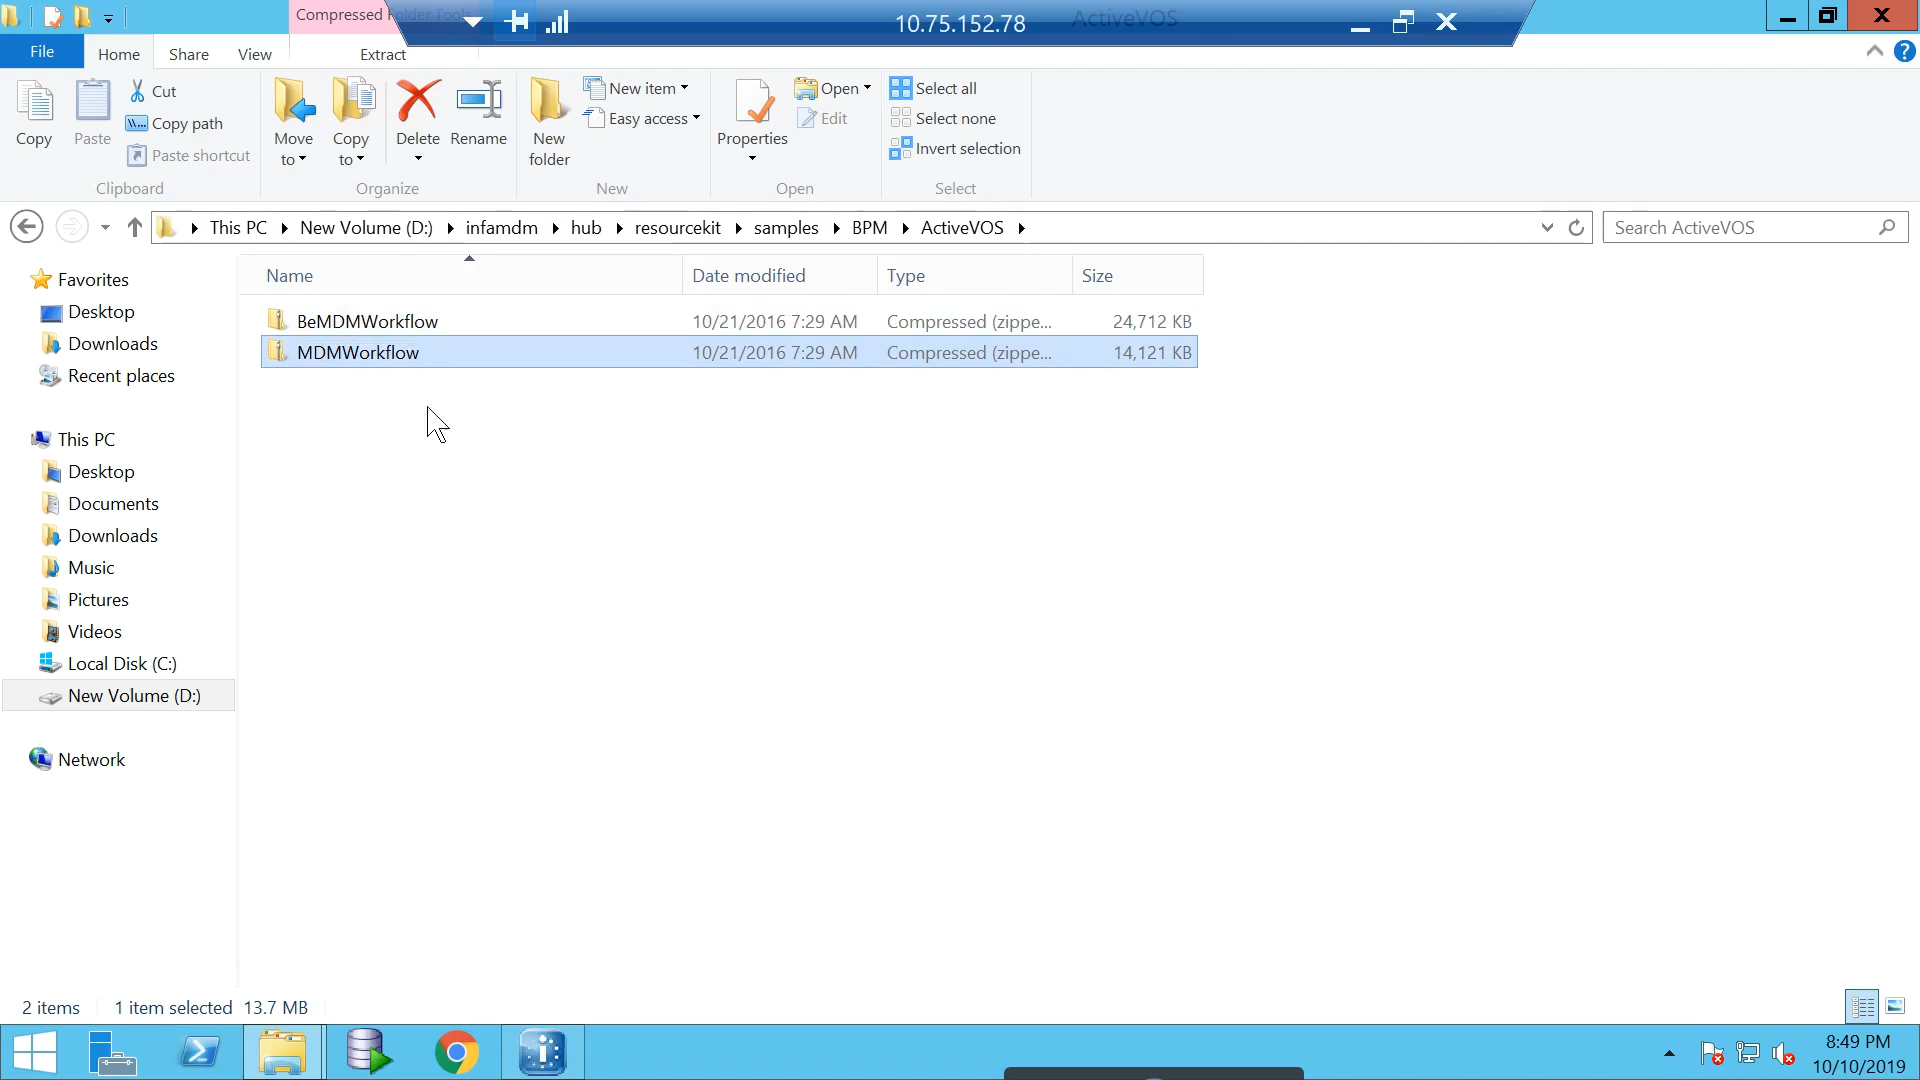 Compressed Folder Tools
10.75.152.78
ActiveVOS
File
Home
Share
View
Extract
Copy
Paste
Cut
Copy path
Paste shortcut
Clipboard
Move to
Copy to
Delete
Rename
Organize
New folder
New item
Easy access
New
Properties
Open
Edit
Open
Select all
Select none
Invert selection
Select
This PC
New Volume (D:)
infamdm
hub
resourcekit
samples
BPM
ActiveVOS
Search ActiveVOS
Name
Date modified
Type
Size
BeMDMWorkflow 10/21/2016 7:29 AM Compressed (zippe... 24,712 KB
MDMWorkflow 10/21/2016 7:29 AM Compressed (zippe... 14,121 KB
Favorites
Desktop
Downloads
Recent places
This PC
Desktop
Documents
Downloads
Music
Pictures
Videos
Local Disk (C:)
New Volume (D:)
Network
2 items
1 item selected 13.7 MB
8:49 PM
10/10/2019